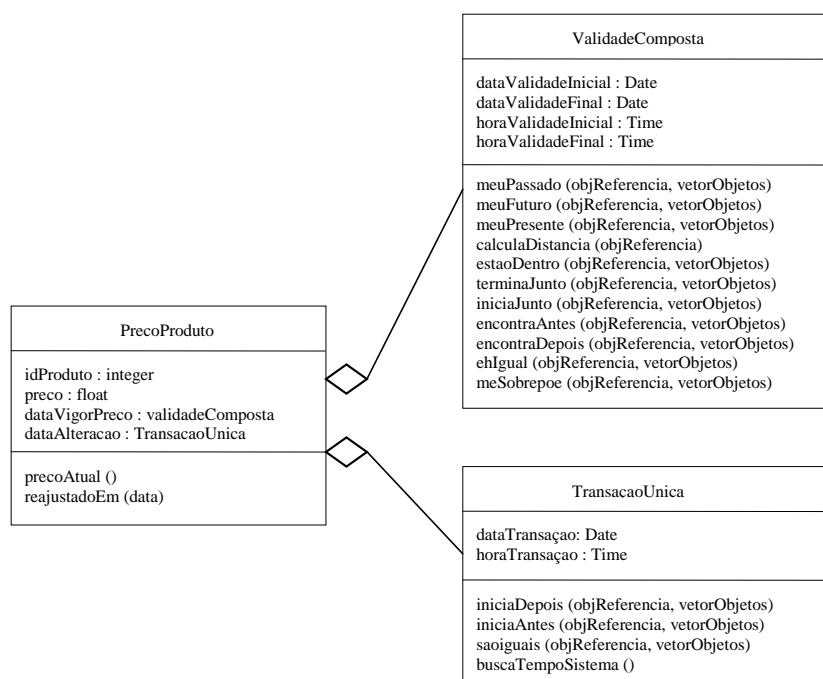 ValidadeComposta
dataValidadeInicial : Date
dataValidadeFinal : Date
horaValidadeInicial : Time
horaValidadeFinal : Time
meuPassado (objReferencia, vetorObjetos)
meuFuturo (objReferencia, vetorObjetos)
meuPresente (objReferencia, vetorObjetos)
calculaDistancia (objReferencia)
estaoDentro (objReferencia, vetorObjetos)
terminaJunto (objReferencia, vetorObjetos)
iniciaJunto (objReferencia, vetorObjetos)
encontraAntes (objReferencia, vetorObjetos)
encontraDepois (objReferencia, vetorObjetos)
ehIgual (objReferencia, vetorObjetos)
meSobrepoe (objReferencia, vetorObjetos)
PrecoProduto
idProduto : integer
preco : float
dataVigorPreco : validadeComposta
dataAlteracao : TransacaoUnica
precoAtual ()
reajustadoEm (data)
TransacaoUnica
dataTransaçao: Date
horaTransaçao : Time
iniciaDepois (objReferencia, vetorObjetos)
iniciaAntes (objReferencia, vetorObjetos)
saoiguais (objReferencia, vetorObjetos)
buscaTempoSistema ()